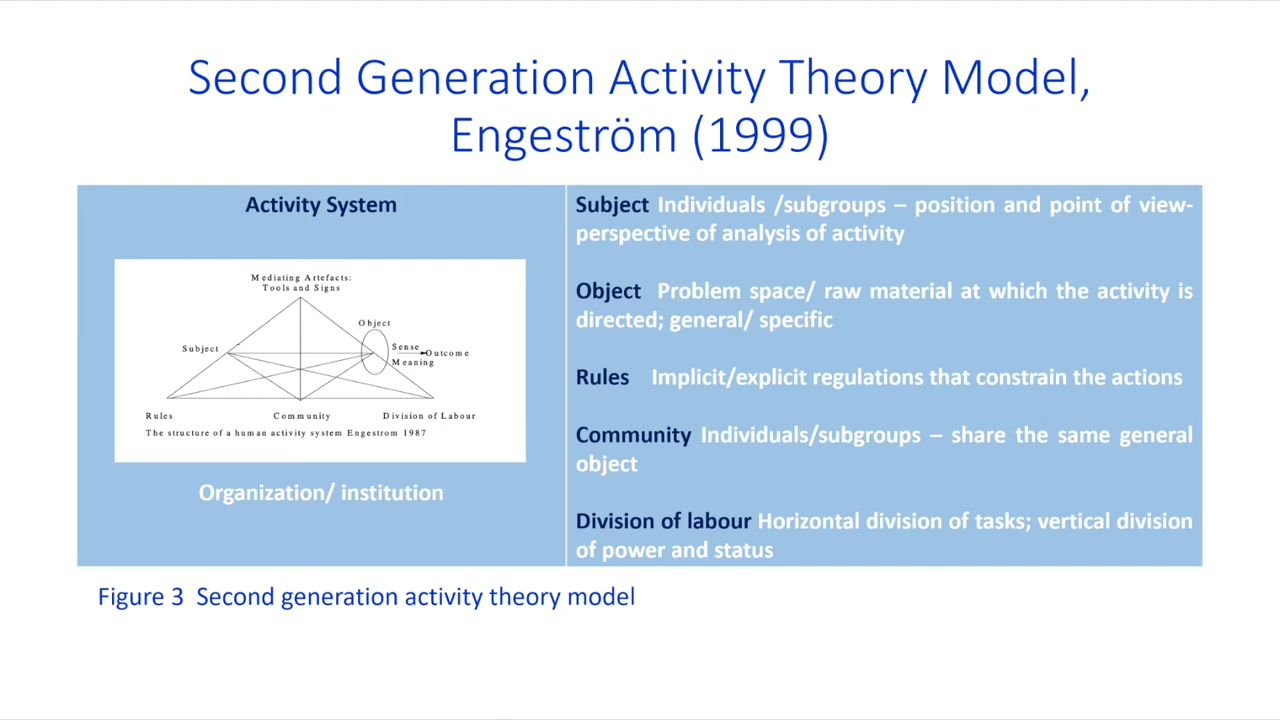 Second Generation Activity Theory Model,
Engeström (1999)
Activity System
Mediating Artefacts:
Tools and Signs
Object
Subject
Sense
Outcome
Meaning
Rules
Community
Division of Labour
The structure of a human activity system Engestrom 1987
Organization/ institution
Subject Individuals /subgroups – position and point of view-
perspective of analysis of activity
Object Problem space/ raw material at which the activity is
directed; general/ specific
Rules Implicit/explicit regulations that constrain the actions
Community Individuals/subgroups – share the same general
object
Division of labour Horizontal division of tasks; vertical division
of power and status
Figure 3 Second generation activity theory model